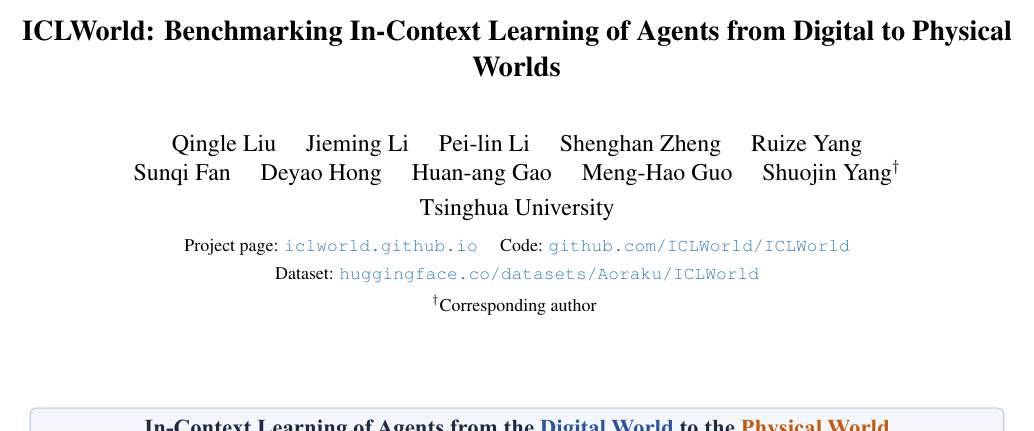 ICLWorld: Benchmarking In-Context Learning of Agents from Digital to Physical
Worlds
Qingle Liu Jieming Li Pei-lin Li Shenghan Zheng Ruize Yang
Sunqi Fan Deyao Hong Huan-ang Gao Meng-Hao Guo Shuojin Yang†
Tsinghua University
Project page: iclworld.github.io Code: github.com/ICLWorld/ICLWorld
Dataset: huggingface.co/datasets/Aoraku/ICLWorld
†Corresponding author
In-Context Learning of Agents from the Digital World to the Physical World